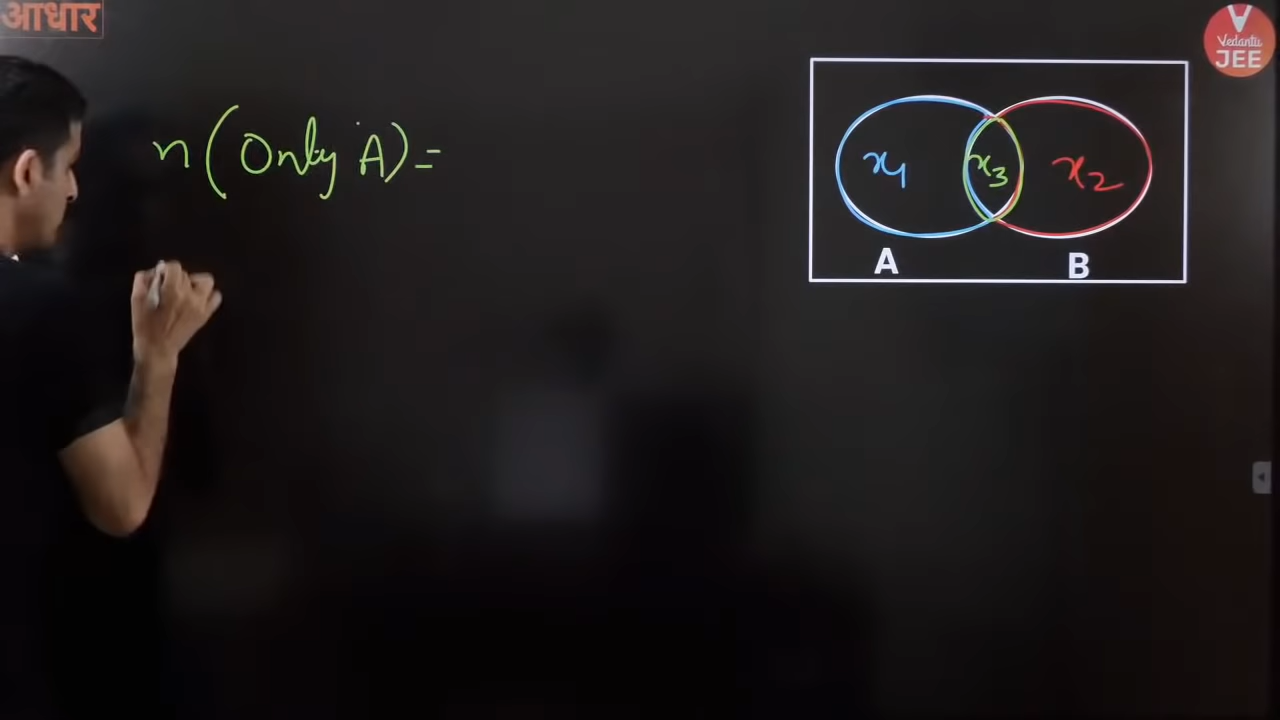 आधार
Vedantu
JEE
n(Only A)=
x1 x3 x2
A B